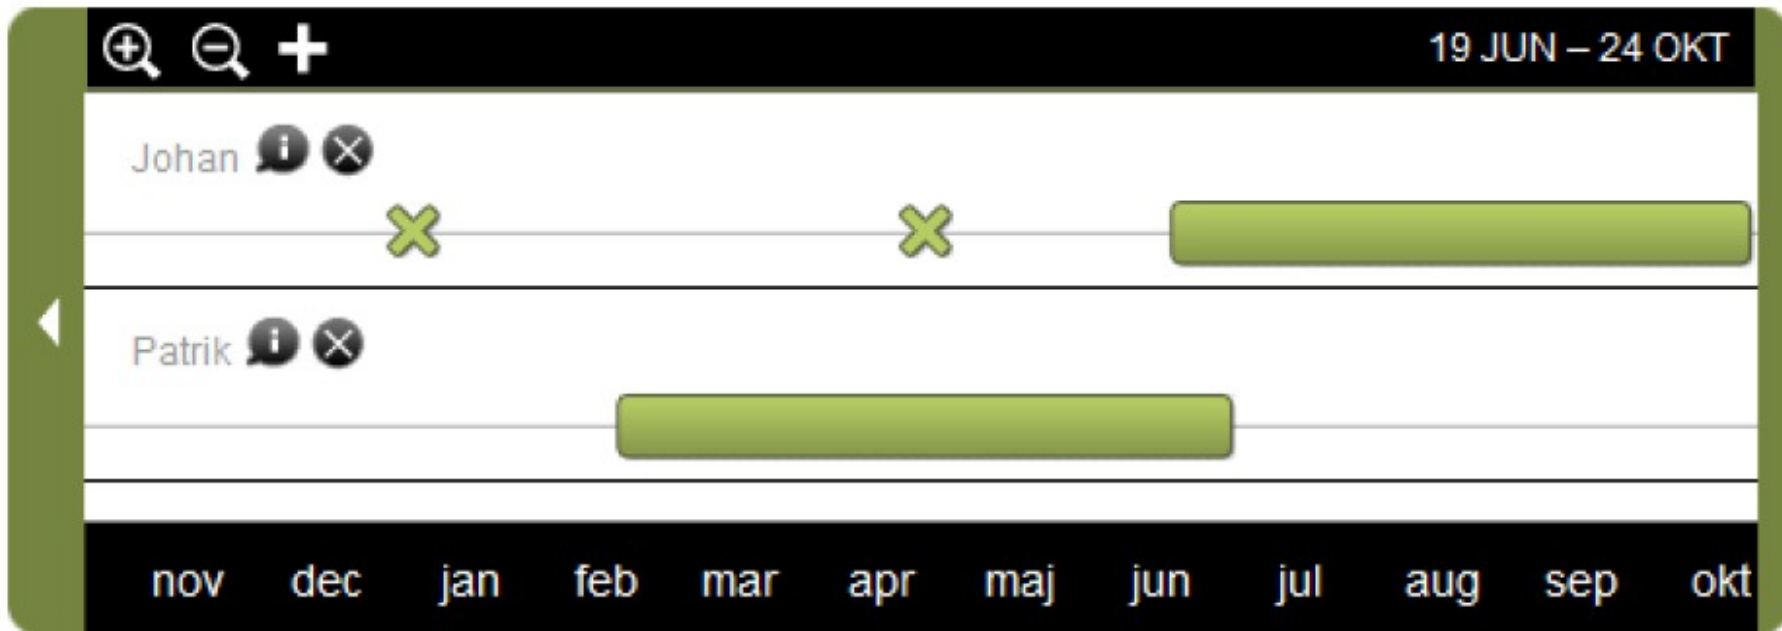 19 JUN – 24 OKT
Johan
Patrik
nov dec jan feb mar apr maj jun jul aug sep okt